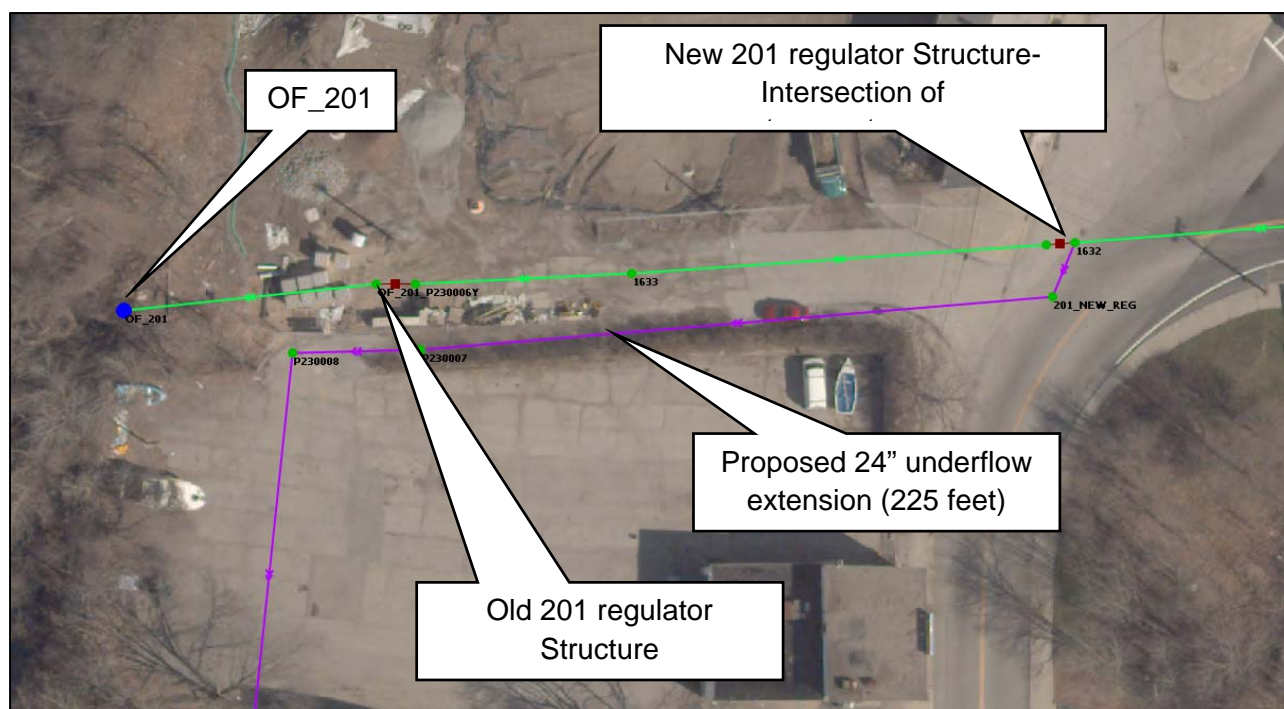 New 201 regulator Structure-
Intersection of
OF_201
1632
OF_201_P230006Y
1633
OF_201
201_NEW_REG
P230008
P230007
Proposed 24” underflow
extension (225 feet)
Old 201 regulator
Structure